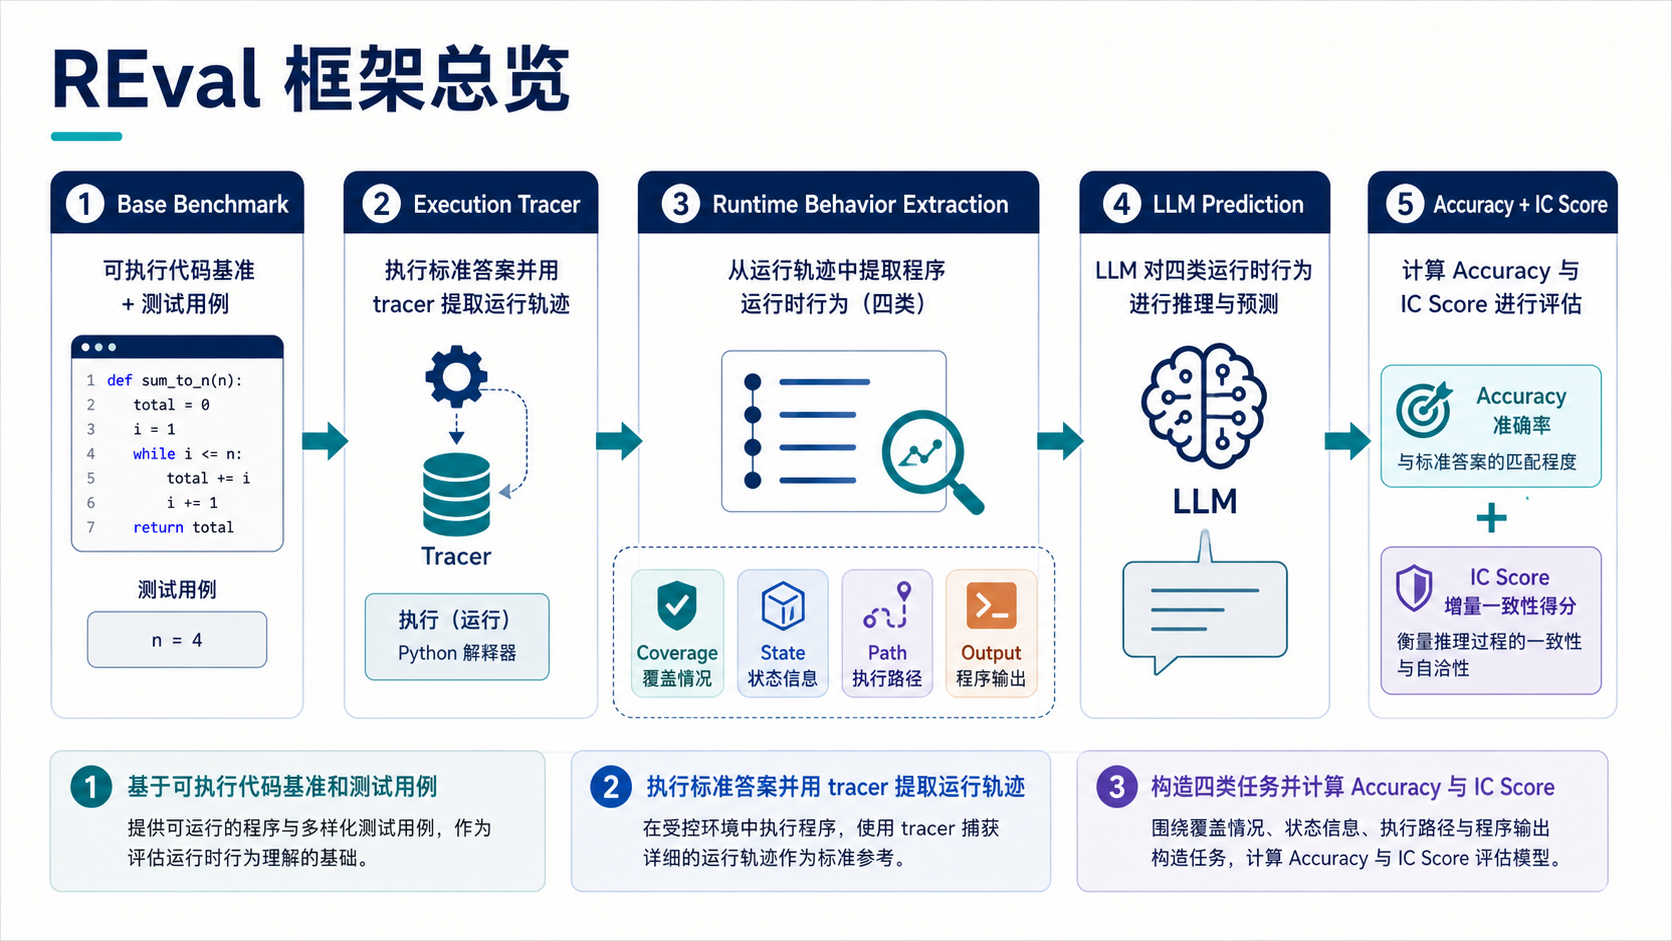 REval 框架总览
1 Base Benchmark
可执行代码基准
+ 测试用例
1 def sum_to_n(n):
2 total = 0
3 i = 1
4 while i <= n:
5 total += i
6 i += 1
7 return total
测试用例
n = 4
2 Execution Tracer
执行标准答案并用
tracer 提取运行轨迹
Tracer
执行（运行）
Python 解释器
3 Runtime Behavior Extraction
从运行轨迹中提取程序
运行时行为（四类）
Coverage
覆盖情况
State
状态信息
Path
执行路径
Output
程序输出
4 LLM Prediction
LLM 对四类运行时行为
进行推理与预测
LLM
5 Accuracy + IC Score
计算 Accuracy 与
IC Score 进行评估
Accuracy
准确率
与标准答案的匹配程度
+
IC Score
增量一致性得分
衡量推理过程的一致性
与自洽性
1 基于可执行代码基准和测试用例
提供可运行的程序与多样化测试用例，作为
评估运行时行为理解的基础。
2 执行标准答案并用 tracer 提取运行轨迹
在受控环境中执行程序，使用 tracer 捕获
详细的运行轨迹作为标准参考。
3 构造四类任务并计算 Accuracy 与 IC Score
围绕覆盖情况、状态信息、执行路径与程序输出
构造任务，计算 Accuracy 与 IC Score 评估模型。